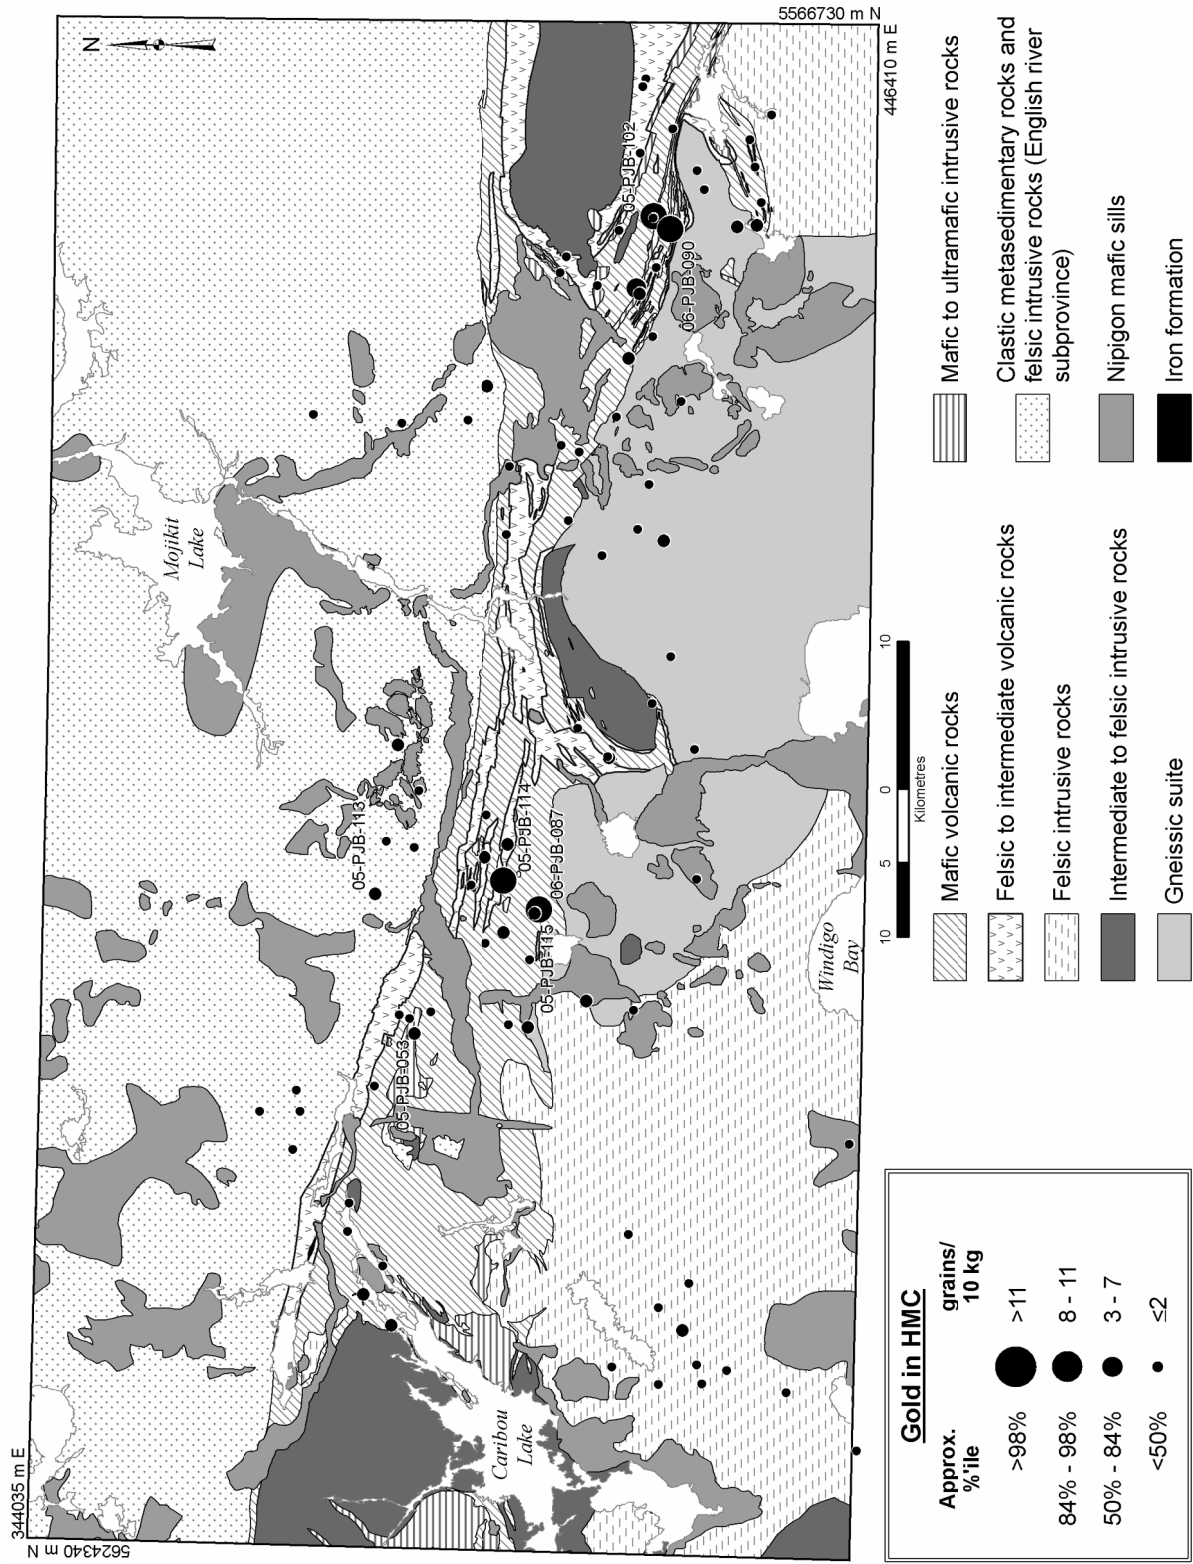 5566730 m N
446410 m E
N
344035 m E
5624340 m N
Mojikit
Lake
Caribou
Lake
Windigo
Bay
05-PJB-102
06-PJB-090
05-PJB-113
05-PJB-114
06-PJB-087
05-PJB-115
05-PJB-053
10
5
0
10
Kilometres
Mafic volcanic rocks
Felsic to intermediate volcanic rocks
Felsic intrusive rocks
Intermediate to felsic intrusive rocks
Gneissic suite
Mafic to ultramafic intrusive rocks
Clastic metasedimentary rocks and
felsic intrusive rocks (English river
subprovince)
Nipigon mafic sills
Iron formation
Gold in HMC
Approx. grains/
%'ile 10 kg
>98% >11
84% - 98% 8 - 11
50% - 84% 3 - 7
<50% ≤2